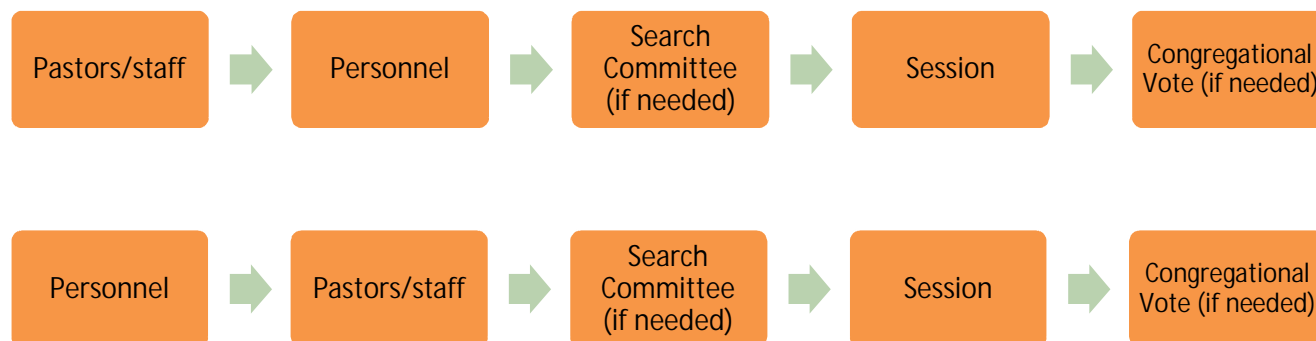 Pastors/staff
Personnel
Search
Committee
(if needed)
Session
Congregational
Vote (if needed)
Personnel
Pastors/staff
Search
Committee
(if needed)
Session
Congregational
Vote (if needed)